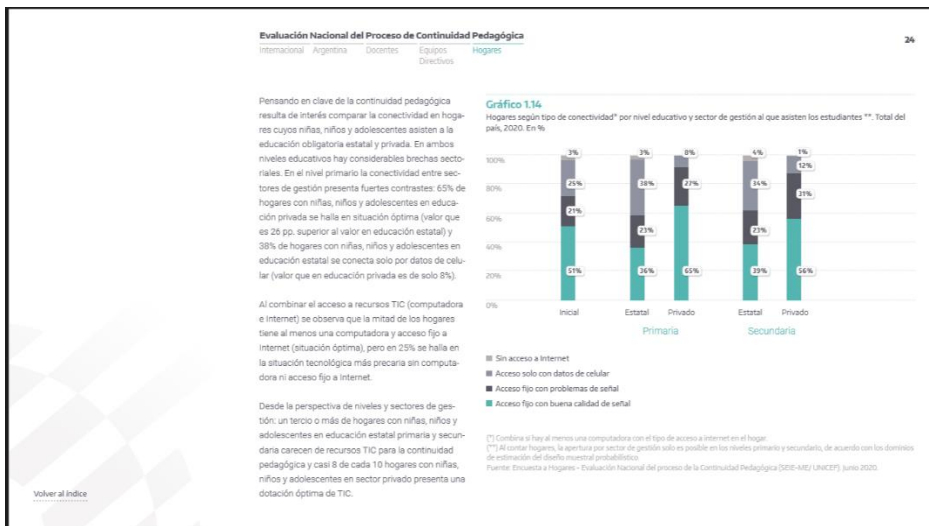 Evaluación Nacional del Proceso de Continuidad Pedagógica
24
Internacional Argentina Docentes Equipos Directivos Hogares
Pensando en clave de la continuidad pedagógica
resulta de interés comparar la conectividad en hoga-
res cuyos niñas, niños y adolescentes asisten a la
educación obligatoria estatal y privada. En ambos
niveles educativos hay considerables brechas secto-
riales. En el nivel primario la conectividad entre sec-
tores de gestión presenta fuertes contrastes: 65% de
hogares con niñas, niños y adolescentes en educa-
ción privada se halla en situación óptima (valor que
es 26 pp. superior al valor en educación estatal) y
38% de hogares con niñas, niños y adolescentes en
educación estatal se conecta solo por datos de celu-
lar (valor que en educación privada es de solo 8%).
Al combinar el acceso a recursos TIC (computadora
e Internet) se observa que la mitad de los hogares
tiene al menos una computadora y acceso fijo a
Internet (situación óptima), pero en 25% se halla en
la situación tecnológica más precaria sin computa-
dora ni acceso fijo a Internet.
Desde la perspectiva de niveles y sectores de ges-
tión: un tercio o más de hogares con niñas, niños y
adolescentes en educación estatal primaria y secun-
daria carecen de recursos TIC para la continuidad
pedagógica y casi 8 de cada 10 hogares con niñas,
niños y adolescentes en sector privado presenta una
dotación óptima de TIC.
Volver al índice
Gráfico 1.14
Hogares según tipo de conectividad* por nivel educativo y sector de gestión al que asisten los estudiantes **. Total del
país, 2020. En %
3% 3% 8% 4% 1%
100%
12%
25% 38% 27% 34%
80%
21% 31%
60%
23% 23%
40%
51% 36% 65% 39% 56%
20%
0%
Inicial Estatal Privado Estatal Privado
Primaria Secundaria
Sin acceso a Internet
Acceso solo con datos de celular
Acceso fijo con problemas de señal
Acceso fijo con buena calidad de señal
(*) Combina si hay al menos una computadora con el tipo de acceso a internet en el hogar.
(**) Al contar hogares, la apertura por sector de gestión solo es posible en los niveles primario y secundario, de acuerdo con los dominios
de estimación del diseño muestral probabilístico
Fuente: Encuesta a Hogares - Evaluación Nacional del proceso de la Continuidad Pedagógica (SEIE-ME/ UNICEF). Junio 2020.